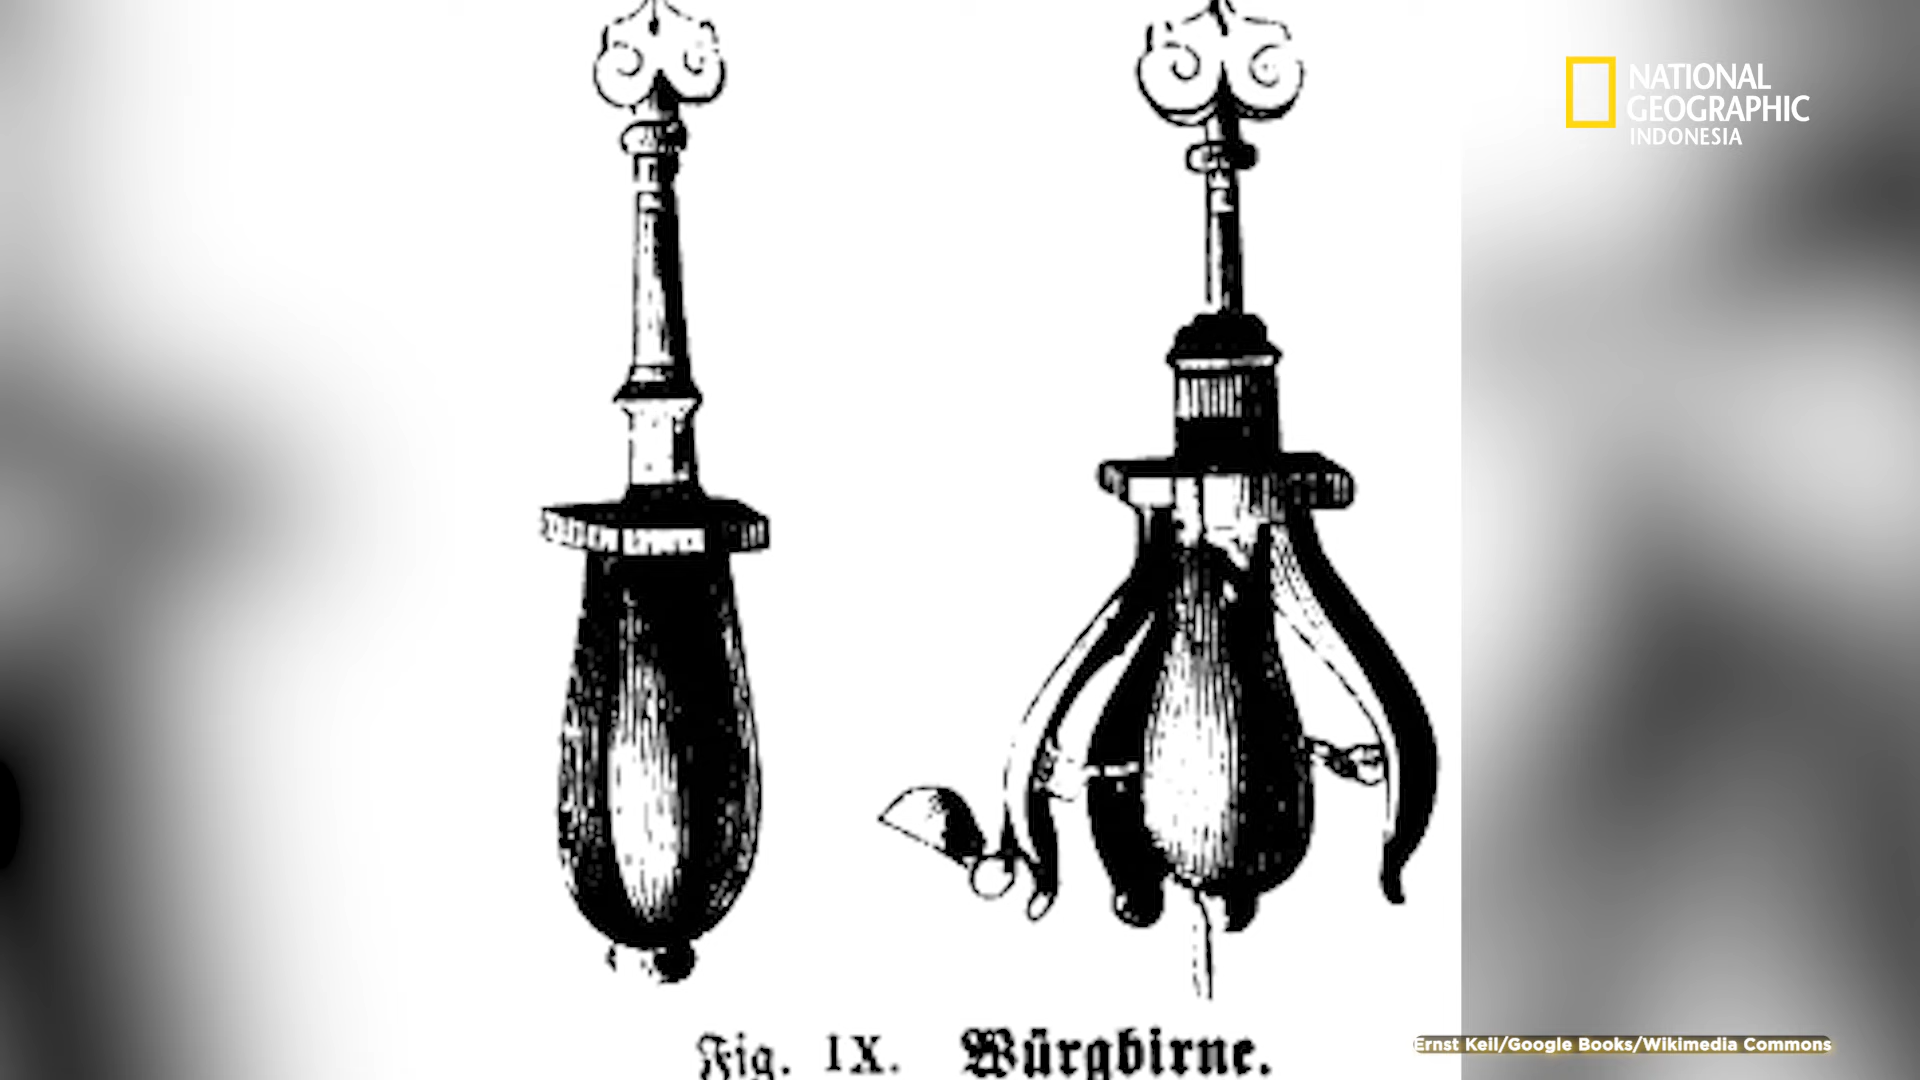 NATIONAL
GEOGRAPHIC
INDONESIA
Fig. IX. Würgbirne.
Ernst Keil/Google Books/Wikimedia Commons